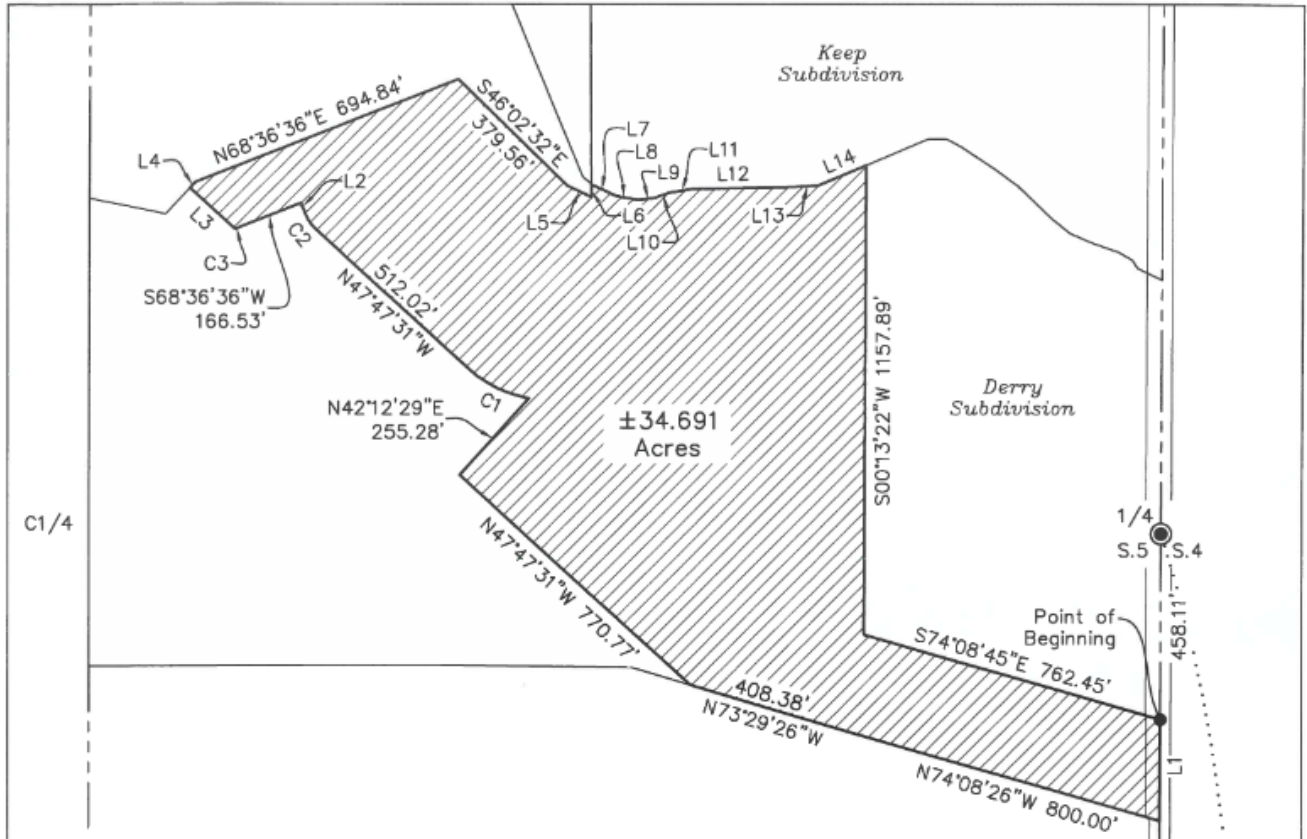 Keep
Subdivision
N68°36'36"E 694.84'
S46°02'32"E
379.56'
L4
L7
L8
L9
L11
L12
L14
L2
L3
C2
C3
L5
L6
L10
L13
S68°36'36"W
166.53'
512.02'
N47°47'31"W
S00°13'22"W 1157.89'
Derry
Subdivision
N42°12'29"E
255.28'
C1
±34.691
Acres
C1/4
1/4
S.5
S.4
N47°47'31"W 770.77'
Point of
Beginning
458.11'
S74°08'45"E 762.45'
408.38'
N73°29'26"W
L1
N74°08'26"W 800.00'